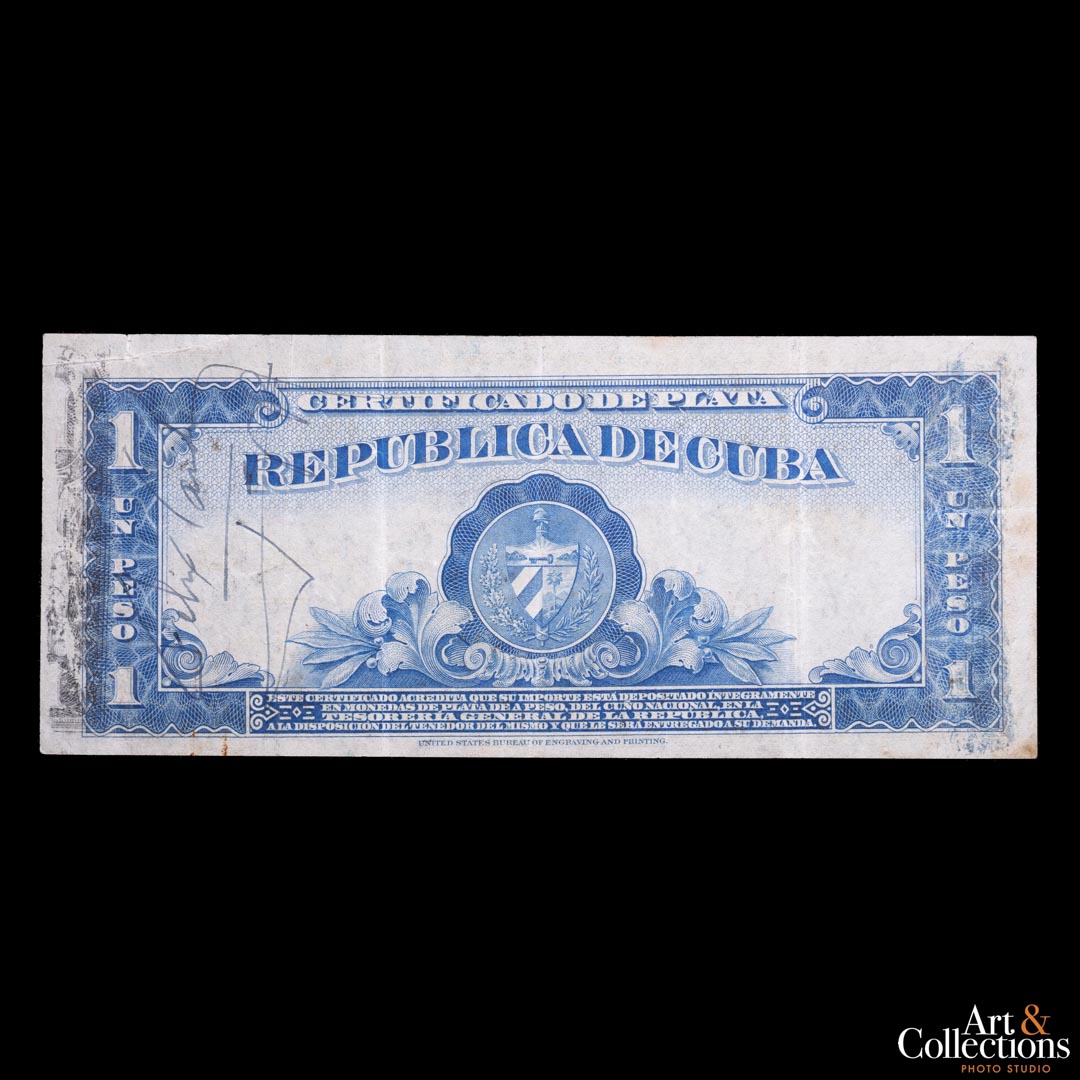 CERTIFICADO DE PLATA
REPUBLICA DE CUBA
1
UN PESO
1
1
UN PESO
1
ESTE CERTIFICADO ACREDITA QUE SU IMPORTE ESTÁ DEPOSITADO ÍNTEGRAMENTE
EN MONEDAS DE PLATA DE A PESO, DEL CUÑO NACIONAL, EN LA
TESORERÍA GENERAL DE LA REPÚBLICA
A LA DISPOSICIÓN DEL TENEDOR DEL MISMO Y QUE LE SERÁ ENTREGADO A SU DEMANDA
UNITED STATES BUREAU OF ENGRAVING AND PRINTING.
Art &
Collections
PHOTO STUDIO